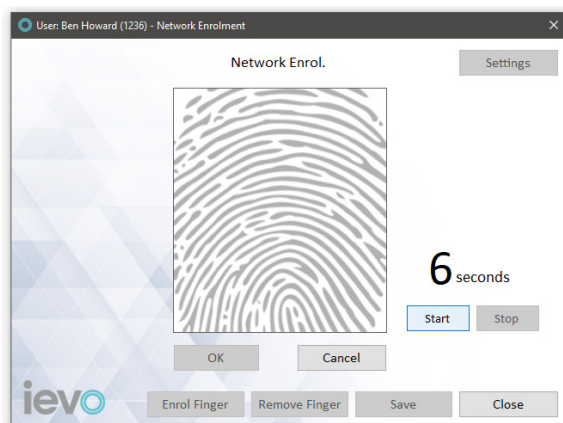 User: Ben Howard (1236) - Network Enrolment
Network Enrol.
Settings
6 seconds
Start
Stop
OK
Cancel
ievo
Enrol Finger
Remove Finger
Save
Close